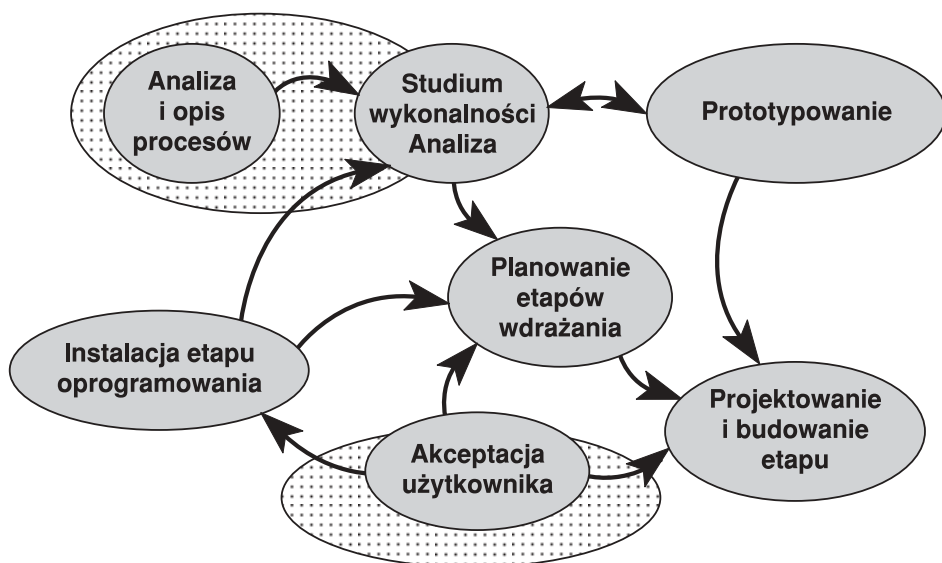 Analiza
i opis
procesów
Studium
wykonalności
Analiza
Prototypowanie
Planowanie
etapów
wdrażania
Instalacja etapu
oprogramowania
Projektowanie
i budowanie
etapu
Akceptacja
użytkownika